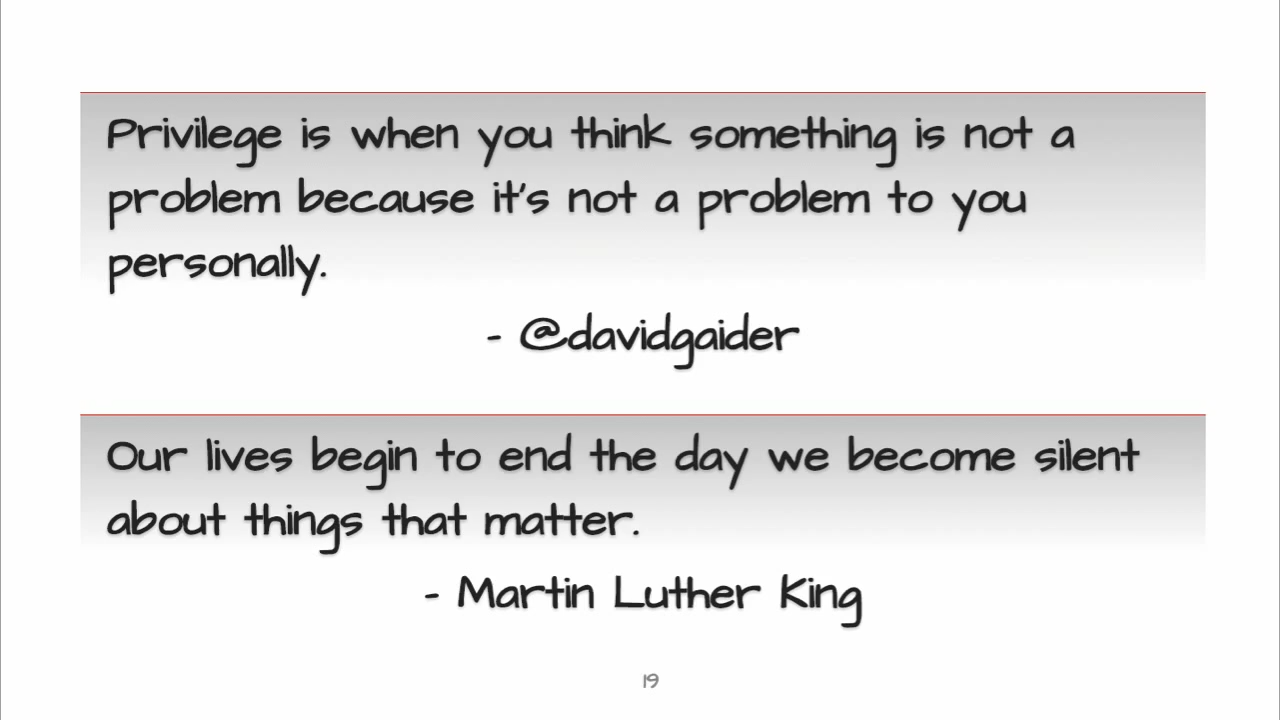 Privilege is when you think something is not a
problem because it's not a problem to you
personally.
- @davidgaider
Our lives begin to end the day we become silent
about things that matter.
- Martin Luther King
19